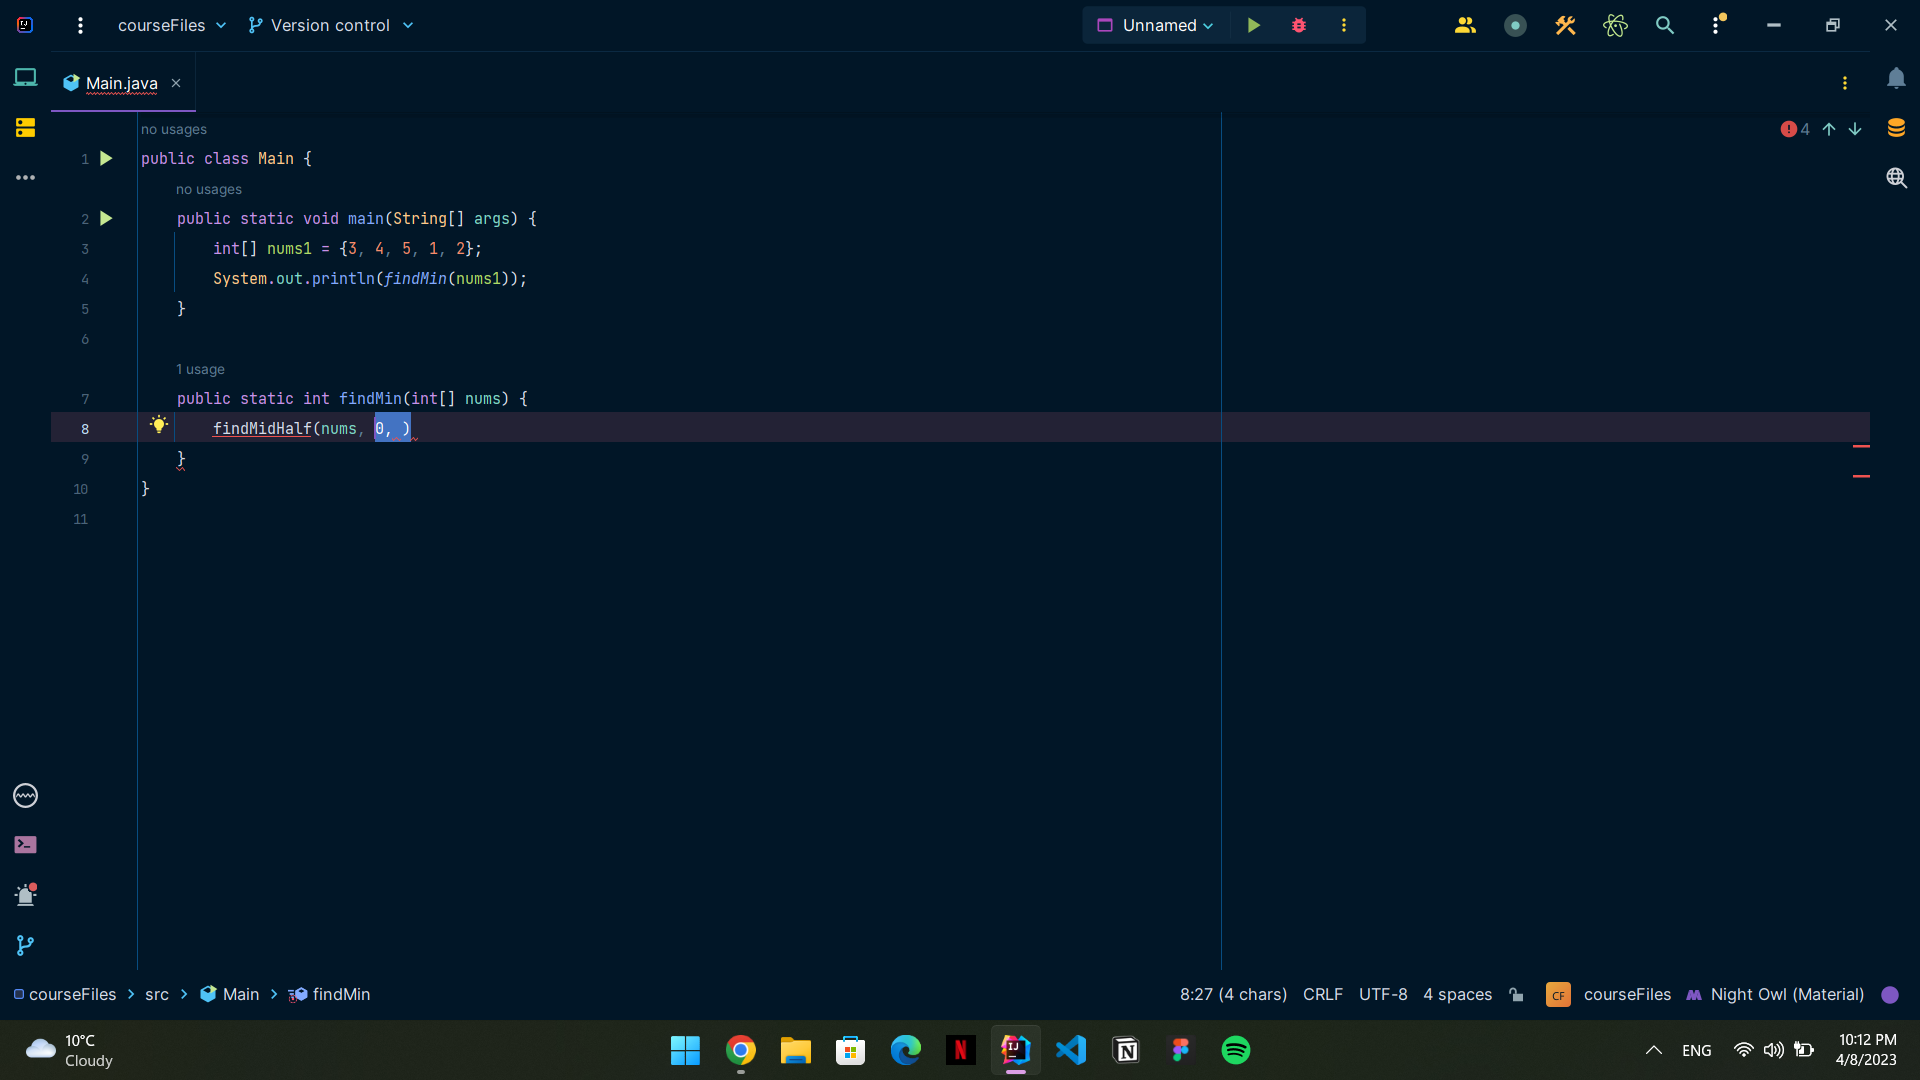 courseFiles
Version control
Unnamed
Main.java
4
no usages
1 public class Main {
no usages
2 public static void main(String[] args) {
3 int[] nums1 = {3, 4, 5, 1, 2};
4 System.out.println(findMin(nums1));
5 }
6
1 usage
7 public static int findMin(int[] nums) {
8 findMidHalf(nums, 0, )
9 }
10 }
11
courseFiles > src > Main > findMin
8:27 (4 chars) CRLF UTF-8 4 spaces CF courseFiles Night Owl (Material)
10°C
Cloudy
ENG
10:12 PM
4/8/2023